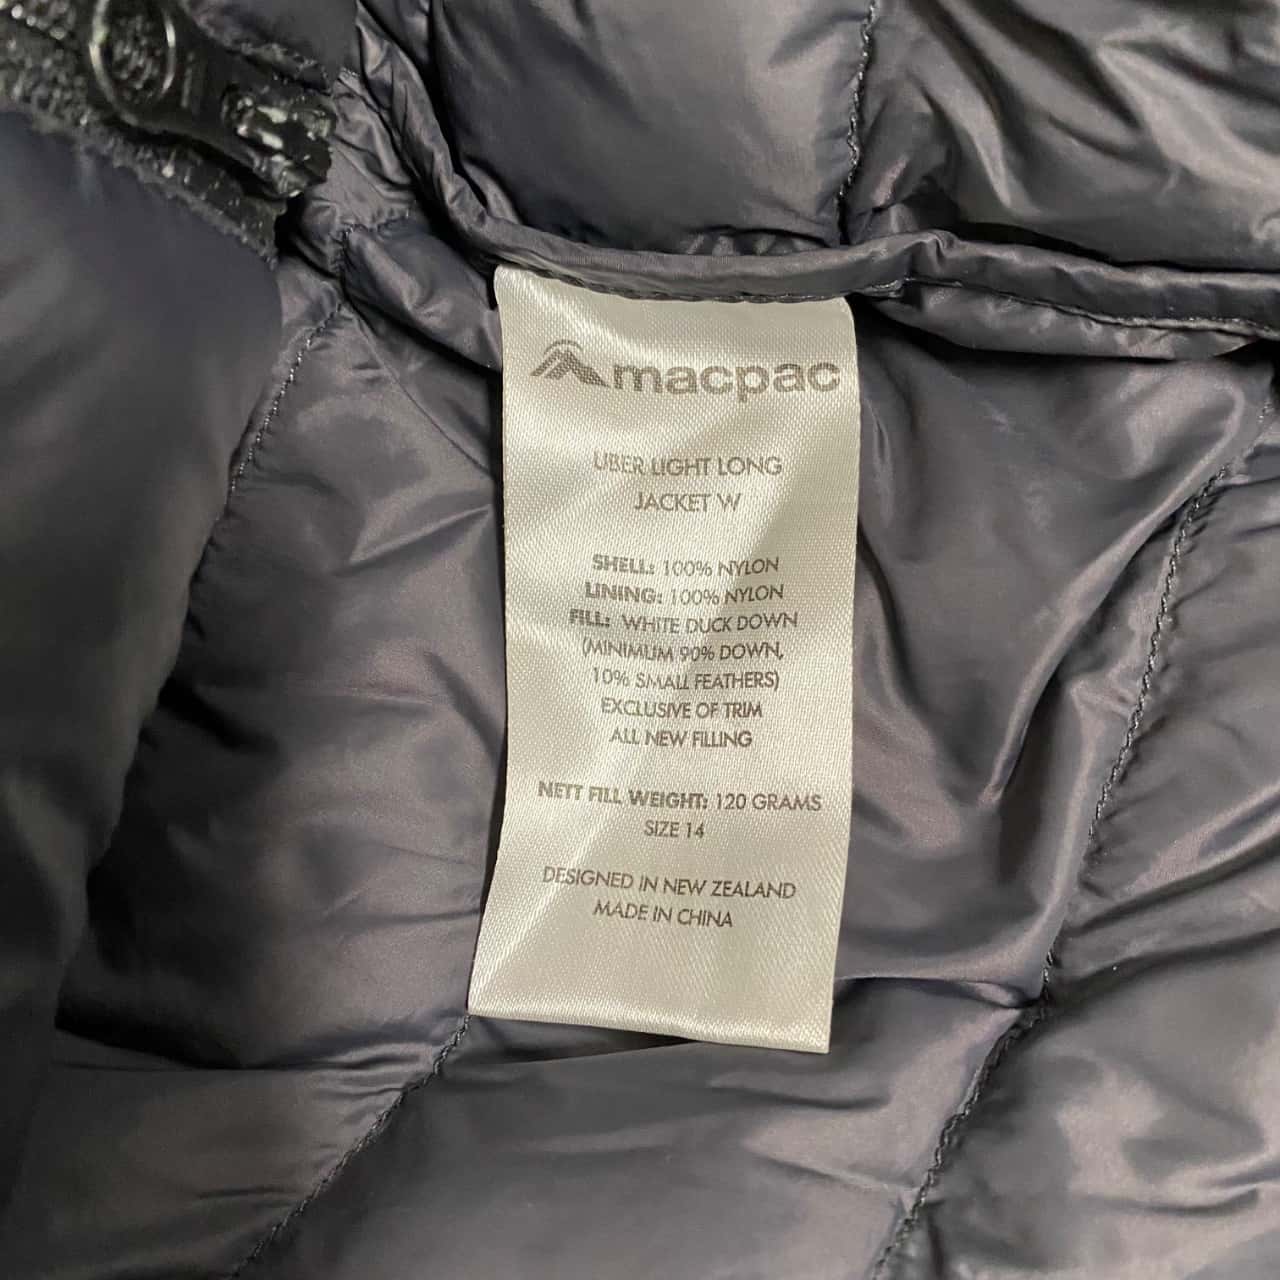 macpac
UBER LIGHT LONG
JACKET W
SHELL: 100% NYLON
LINING: 100% NYLON
FILL: WHITE DUCK DOWN
(MINIMUM 90% DOWN,
10% SMALL FEATHERS)
EXCLUSIVE OF TRIM
ALL NEW FILLING
NETT FILL WEIGHT: 120 GRAMS
SIZE 14
DESIGNED IN NEW ZEALAND
MADE IN CHINA